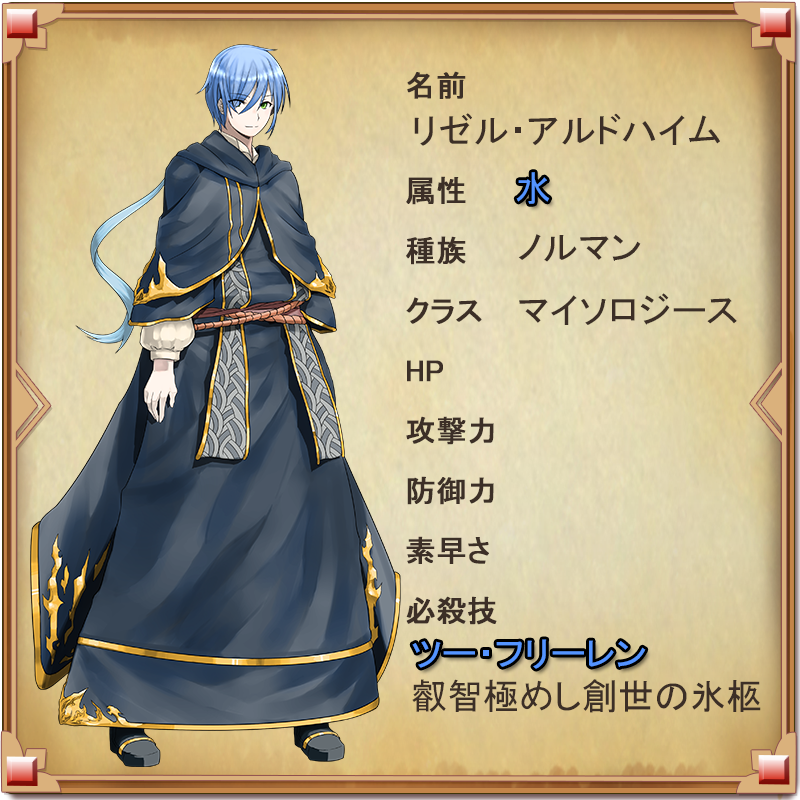 名前
リゼル・アルドハイム
属性 水
種族 ノルマン
クラス マイソロジース
HP
攻撃力
防御力
素早さ
必殺技
ツー・フリーレン
叡智極めし創世の氷柩